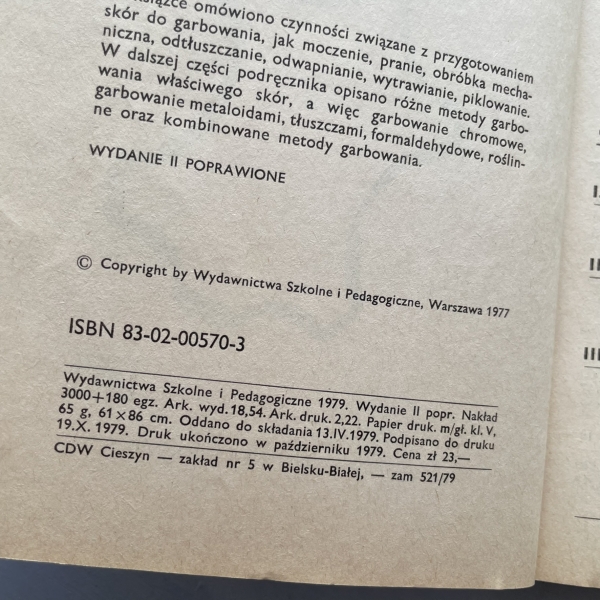 książce omówiono czynności związane z przygotowaniem
skór do garbowania, jak moczenie, pranie, obróbka mecha-
niczna, odtłuszczanie, odwapnianie, wytrawianie, piklowanie.
W dalszej części podręcznika opisano różne metody garbo-
wania właściwego skór, a więc garbowanie chromowe,
garbowanie metaloidami, tłuszczami, formaldehydowe, roślin-
ne oraz kombinowane metody garbowania.
WYDANIE II POPRAWIONE
© Copyright by Wydawnictwa Szkolne i Pedagogiczne, Warszawa 1977
ISBN 83-02-00570-3
Wydawnictwa Szkolne i Pedagogiczne 1979. Wydanie II popr. Nakład
3000+180 egz. Ark. wyd. 18,54. Ark. druk. 2,22. Papier druk. m/gł. kl. V,
65 g, 61×86 cm. Oddano do składania 13.IV.1979. Podpisano do druku
19.X. 1979. Druk ukończono w październiku 1979. Cena zł 23,—
CDW Cieszyn — zakład nr 5 w Bielsku-Białej, — zam 521/79